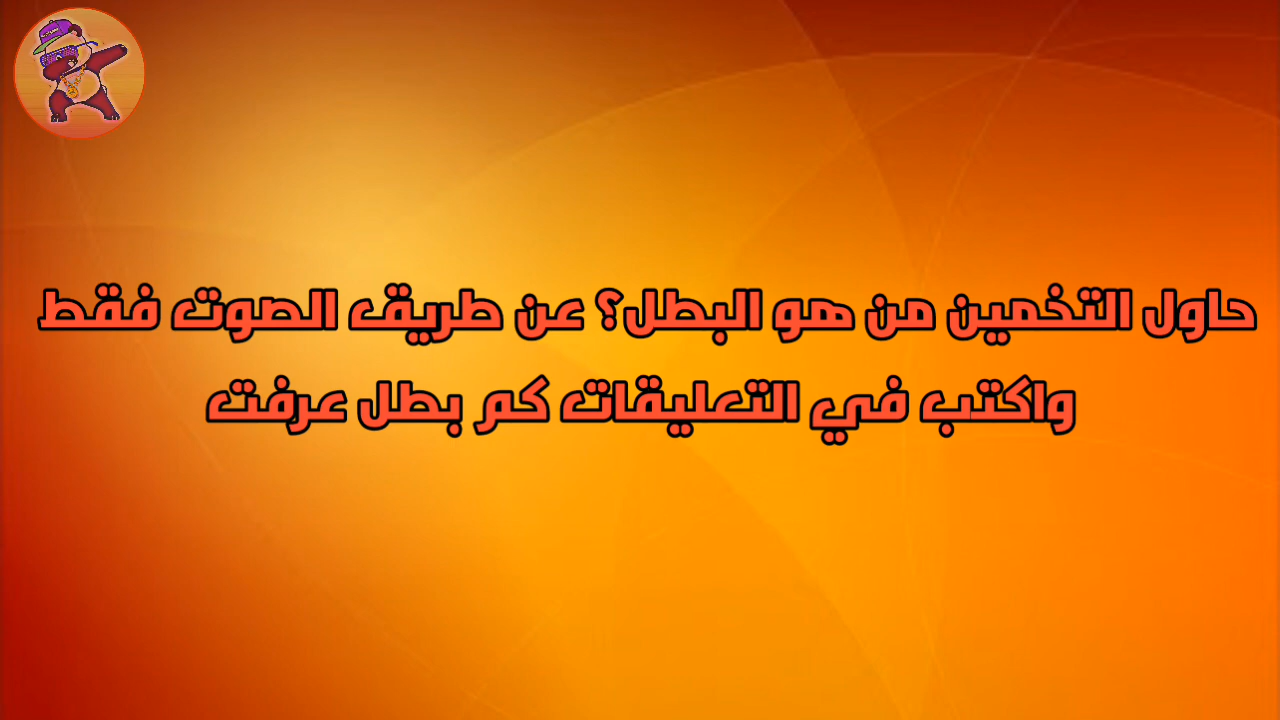 حاول التخمين من هو البطل؟ عن طريق الصوت فقط
واكتب في التعليقات كم بطل عرفت